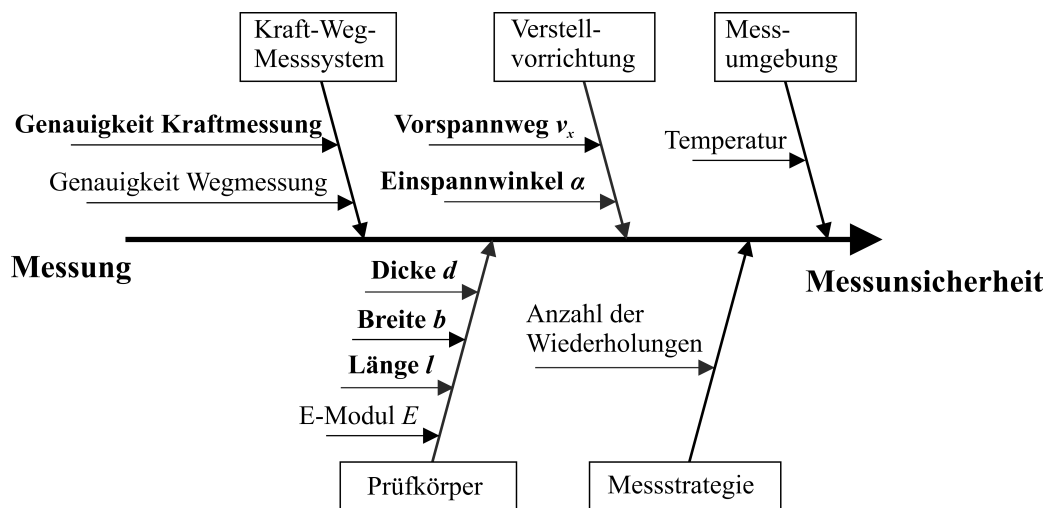 Kraft-Weg-
Messsystem
Verstell-
vorrichtung
Mess-
umgebung
Genauigkeit Kraftmessung
Genauigkeit Wegmessung
Vorspannweg vₓ
Einspannwinkel α
Temperatur
Messung
Messunsicherheit
Dicke d
Breite b
Länge l
E-Modul E
Anzahl der
Wiederholungen
Prüfkörper
Messstrategie